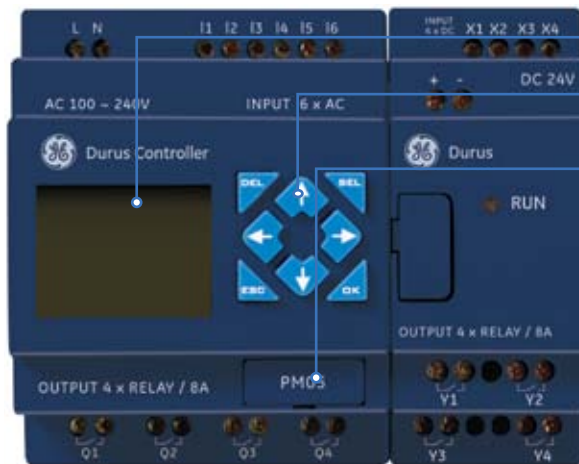 L N
I1 I2 I3 I4 I5 I6
INPUT
4 x DC
X1 X2 X3 X4
+ -
DC 24V
AC 100 ~ 240V
INPUT 6 x AC
GE Durus Controller
GE Durus
DEL
SEL
RUN
ESC
OK
OUTPUT 4 x RELAY / 8A
OUTPUT 4 x RELAY / 8A
PM05
Y1 Y2
Q1 Q2 Q3 Q4
Y3 Y4